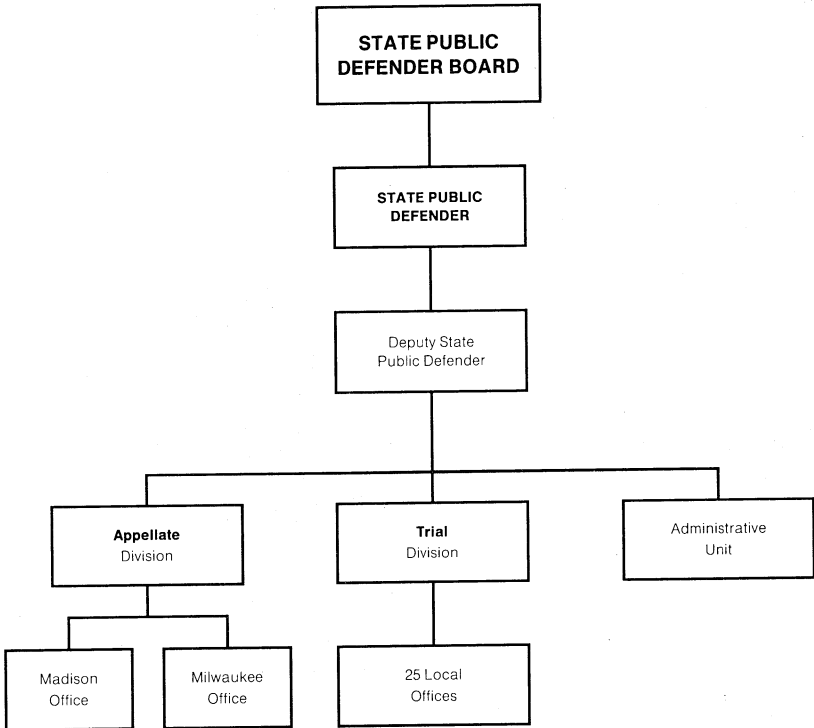 STATE PUBLIC
DEFENDER BOARD
STATE PUBLIC
DEFENDER
Deputy State
Public Defender
Appellate
Division
Trial
Division
Administrative
Unit
Madison
Office
Milwaukee
Office
25 Local
Offices